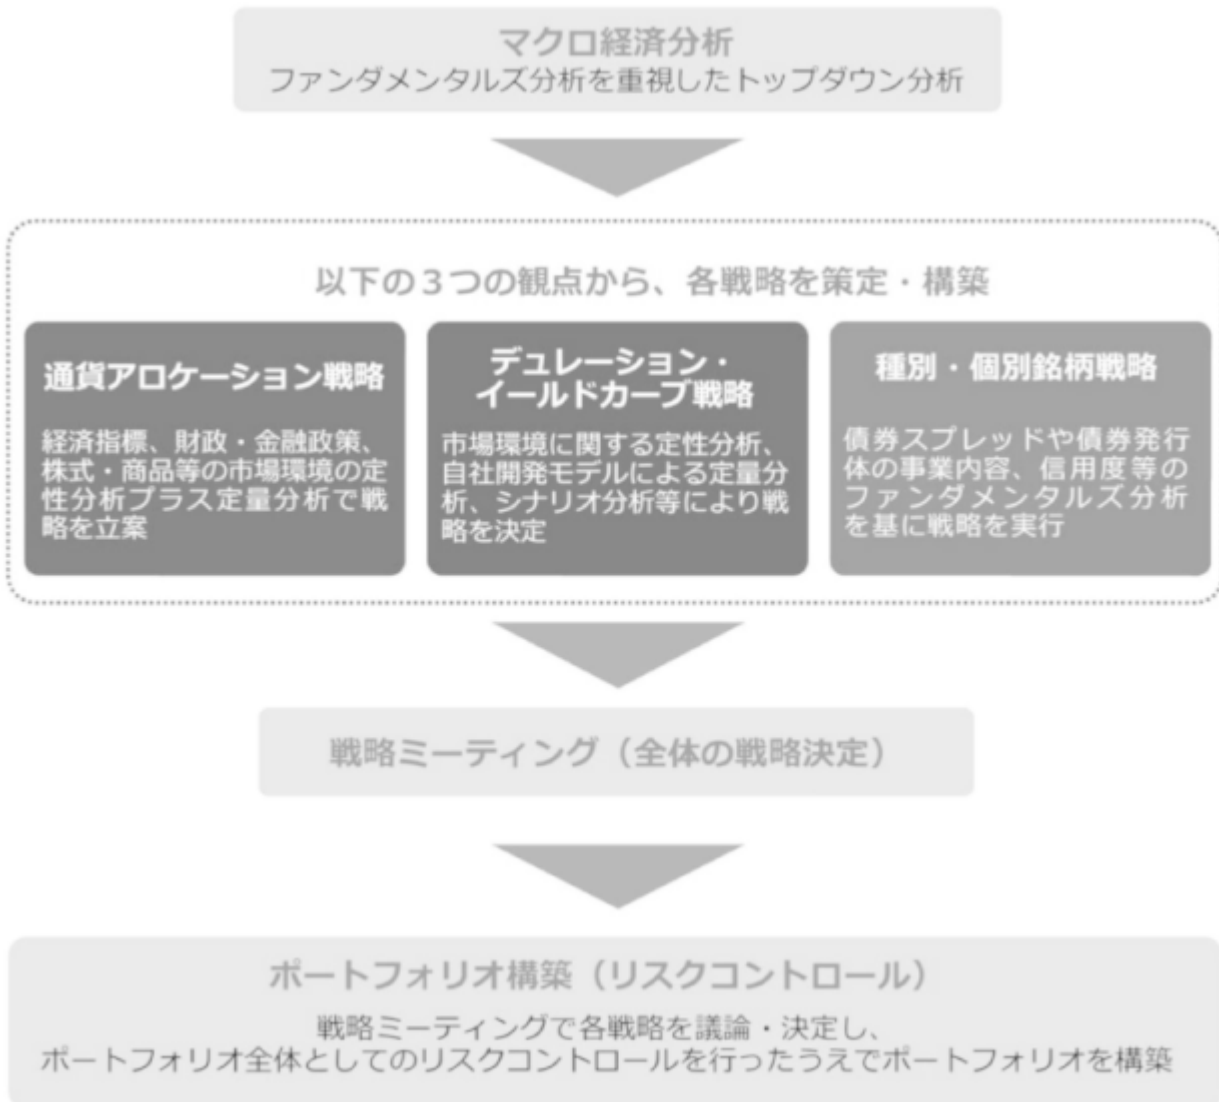 マクロ経済分析
ファンダメンタルズ分析を重視したトップダウン分析
以下の３つの観点から、各戦略を策定・構築
通貨アロケーション戦略
経済指標、財政・金融政策、
株式・商品等の市場環境の定
性分析プラス定量分析で戦
略を立案
デュレーション・
イールドカーブ戦略
市場環境に関する定性分析、
自社開発モデルによる定量分
析、シナリオ分析等により戦
略を決定
種別・個別銘柄戦略
債券スプレッドや債券発行
体の事業内容、信用度等の
ファンダメンタルズ分析
を基に戦略を実行
戦略ミーティング（全体の戦略決定）
ポートフォリオ構築（リスクコントロール）
戦略ミーティングで各戦略を議論・決定し、
ポートフォリオ全体としてのリスクコントロールを行ったうえでポートフォリオを構築